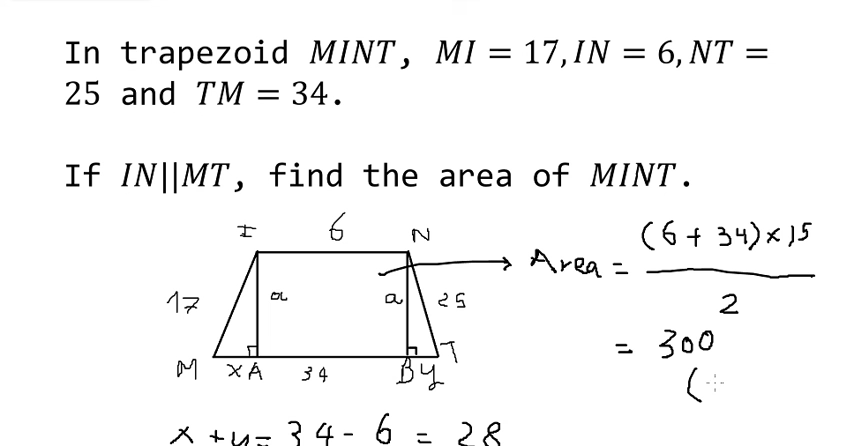 In trapezoid MINT, MI = 17, IN = 6, NT =
25 and TM = 34.
If IN||MT, find the area of MINT.
I 6 N
17 a a 25
M x A 34 B y T
Area = (6 + 34) × 15
2
= 300
(
x + y = 34 - 6 = 28